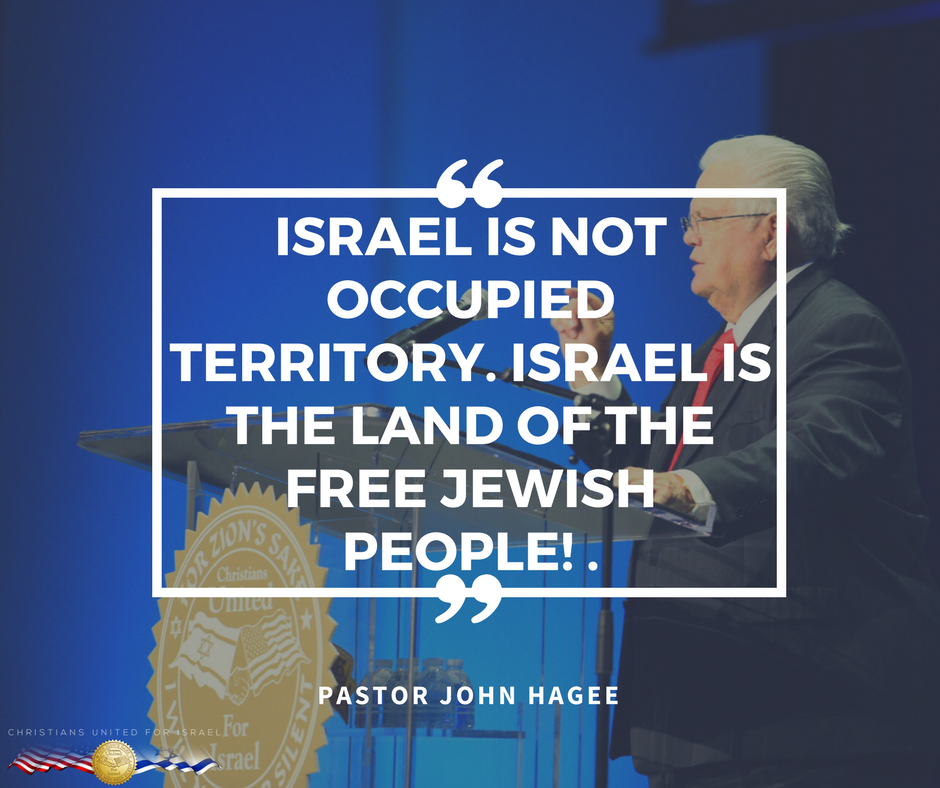 “
ISRAEL IS NOT
OCCUPIED
TERRITORY. ISRAEL IS
THE LAND OF THE
FREE JEWISH
PEOPLE! .
”
PASTOR JOHN HAGEE
FOR ZION'S SAKE
Christians
United
For
Israel
SILENT
CHRISTIANS UNITED FOR ISRAEL